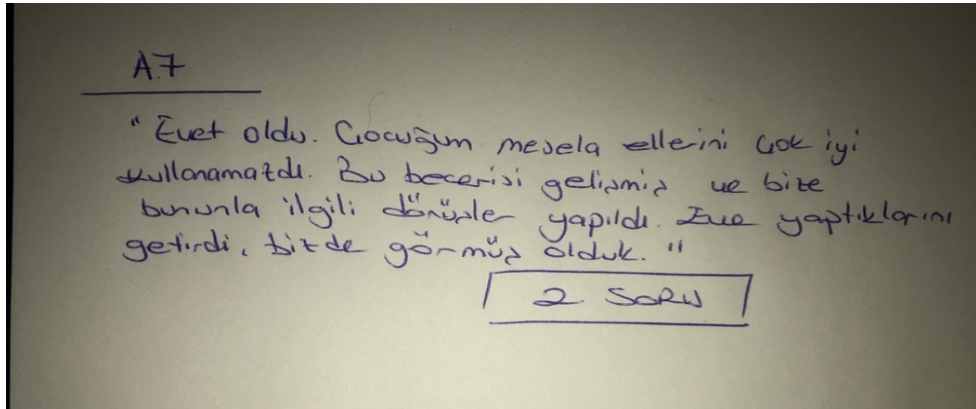 A7
"Evet oldu. Çocuğum mesela ellerini çok iyi
kullanamazdı. Bu becerisi gelişmiş ve bize
bununla ilgili dönüşler yapıldı. Eve yaptıklarını
getirdi, bizde görmüş olduk."
2. SORU